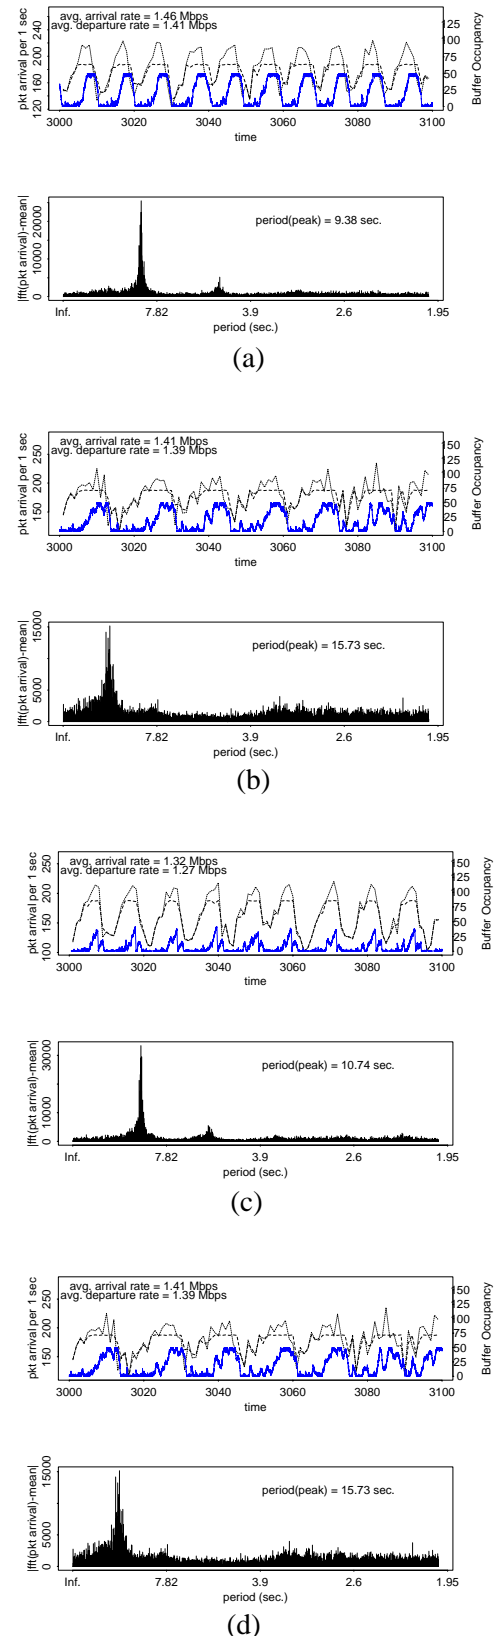 avg. arrival rate = 1.46 Mbps
avg. departure rate = 1.41 Mbps
pkt arrival per 1 sec
120 160 200 240
Buffer Occupancy
0 25 50 75 100 125
3000 3020 3040 3060 3080 3100
time
|fft(pkt arrival)-mean|
0 10000 20000
period(peak) = 9.38 sec.
Inf. 7.82 3.9 2.6 1.95
period (sec.)
(a)
avg. arrival rate = 1.41 Mbps
avg. departure rate = 1.39 Mbps
pkt arrival per 1 sec
150 200 250
Buffer Occupancy
0 25 50 75 100 125 150
3000 3020 3040 3060 3080 3100
time
|fft(pkt arrival)-mean|
0 5000 15000
period(peak) = 15.73 sec.
Inf. 7.82 3.9 2.6 1.95
period (sec.)
(b)
avg. arrival rate = 1.32 Mbps
avg. departure rate = 1.27 Mbps
pkt arrival per 1 sec
100 150 200 250
Buffer Occupancy
0 25 50 75 100 150
3000 3020 3040 3060 3080 3100
time
|fft(pkt arrival)-mean|
0 10000 30000
period(peak) = 10.74 sec.
Inf. 7.82 3.9 2.6 1.95
period (sec.)
(c)
avg. arrival rate = 1.41 Mbps
avg. departure rate = 1.39 Mbps
pkt arrival per 1 sec
150 200 250
Buffer Occupancy
0 25 50 75 100 125 150
3000 3020 3040 3060 3080 3100
time
|fft(pkt arrival)-mean|
0 5000 15000
period(peak) = 15.73 sec.
Inf. 7.82 3.9 2.6 1.95
period (sec.)
(d)